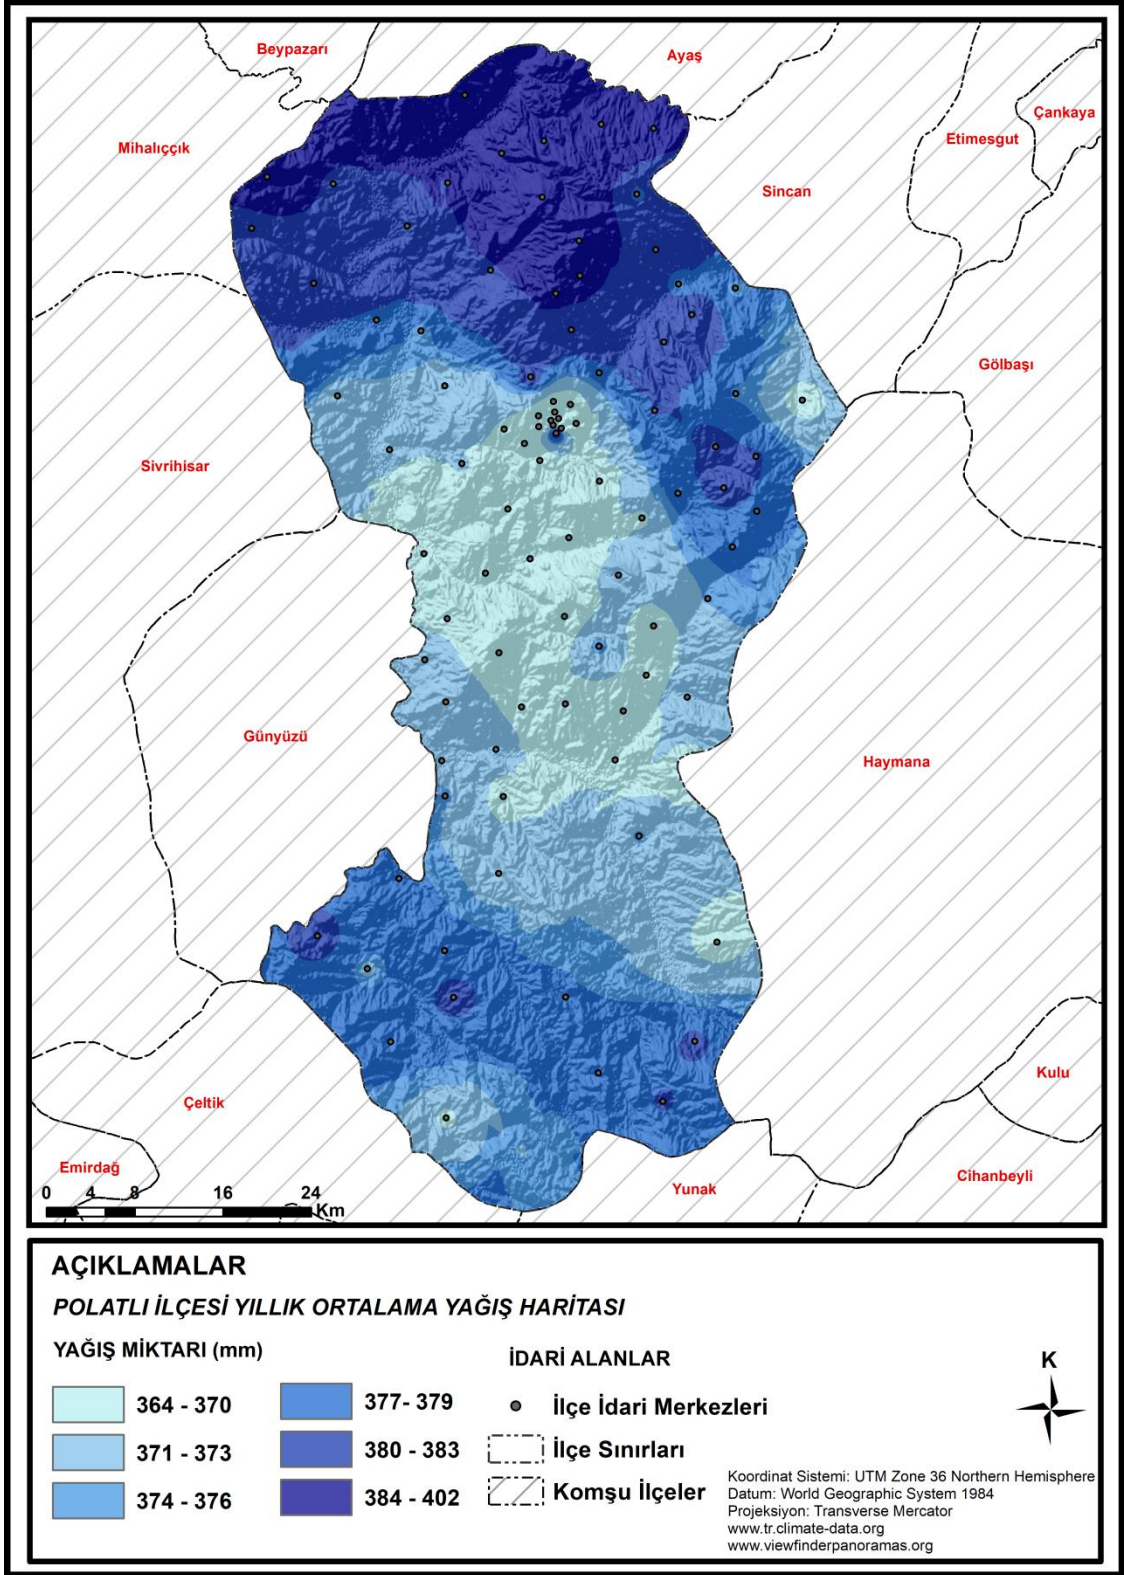 Beypazarı
Ayaş
Çankaya
Etimesgut
Mihalıççık
Sincan
Gölbaşı
Sivrihisar
Günyüzü
Haymana
Kulu
Çeltik
Emirdağ
Yunak
Cihanbeyli
0 4 8 16 24
Km
AÇIKLAMALAR
POLATLI İLÇESİ YILLIK ORTALAMA YAĞIŞ HARİTASI
YAĞIŞ MİKTARI (mm)
364 - 370
371 - 373
374 - 376
377- 379
380 - 383
384 - 402
İDARİ ALANLAR
İlçe İdari Merkezleri
İlçe Sınırları
Komşu İlçeler
K
Koordinat Sistemi: UTM Zone 36 Northern Hemisphere
Datum: World Geographic System 1984
Projeksiyon: Transverse Mercator
www.tr.climate-data.org
www.viewfinderpanoramas.org